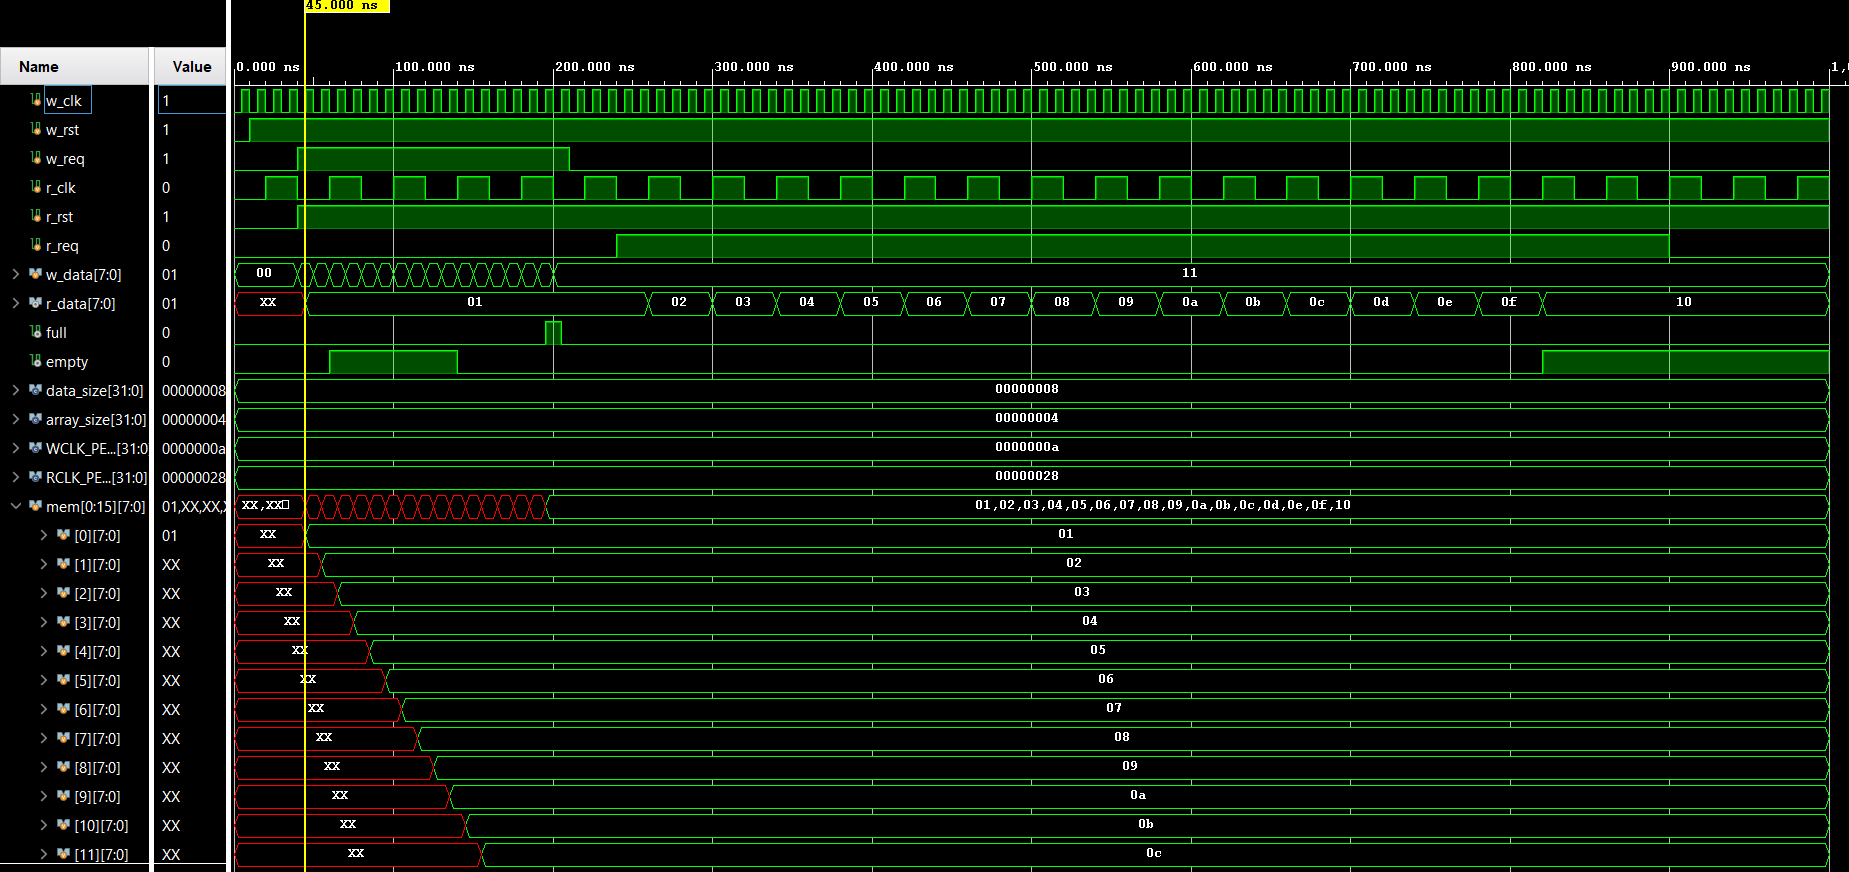 45.000 ns
Name Value 0.000 ns 100.000 ns 200.000 ns 300.000 ns 400.000 ns 500.000 ns 600.000 ns 700.000 ns 800.000 ns 900.000 ns 1,
w_clk 1
w_rst 1
w_req 1
r_clk 0
r_rst 1
r_req 0
w_data[7:0] 01 00 11
r_data[7:0] 01 XX 01 02 03 04 05 06 07 08 09 0a 0b 0c 0d 0e 0f 10
full 0
empty 0
data_size[31:0] 00000008 00000008
array_size[31:0] 00000004 00000004
WCLK_PE...[31:0 0000000a 0000000a
RCLK_PE...[31:0] 00000028 00000028
mem[0:15][7:0] 01,XX,XX,X XX,XX 01,02,03,04,05,06,07,08,09,0a,0b,0c,0d,0e,0f,10
[0][7:0] 01 XX 01
[1][7:0] XX XX 02
[2][7:0] XX XX 03
[3][7:0] XX XX 04
[4][7:0] XX XX 05
[5][7:0] XX XX 06
[6][7:0] XX XX 07
[7][7:0] XX XX 08
[8][7:0] XX XX 09
[9][7:0] XX XX 0a
[10][7:0] XX XX 0b
[11][7:0] XX XX 0c